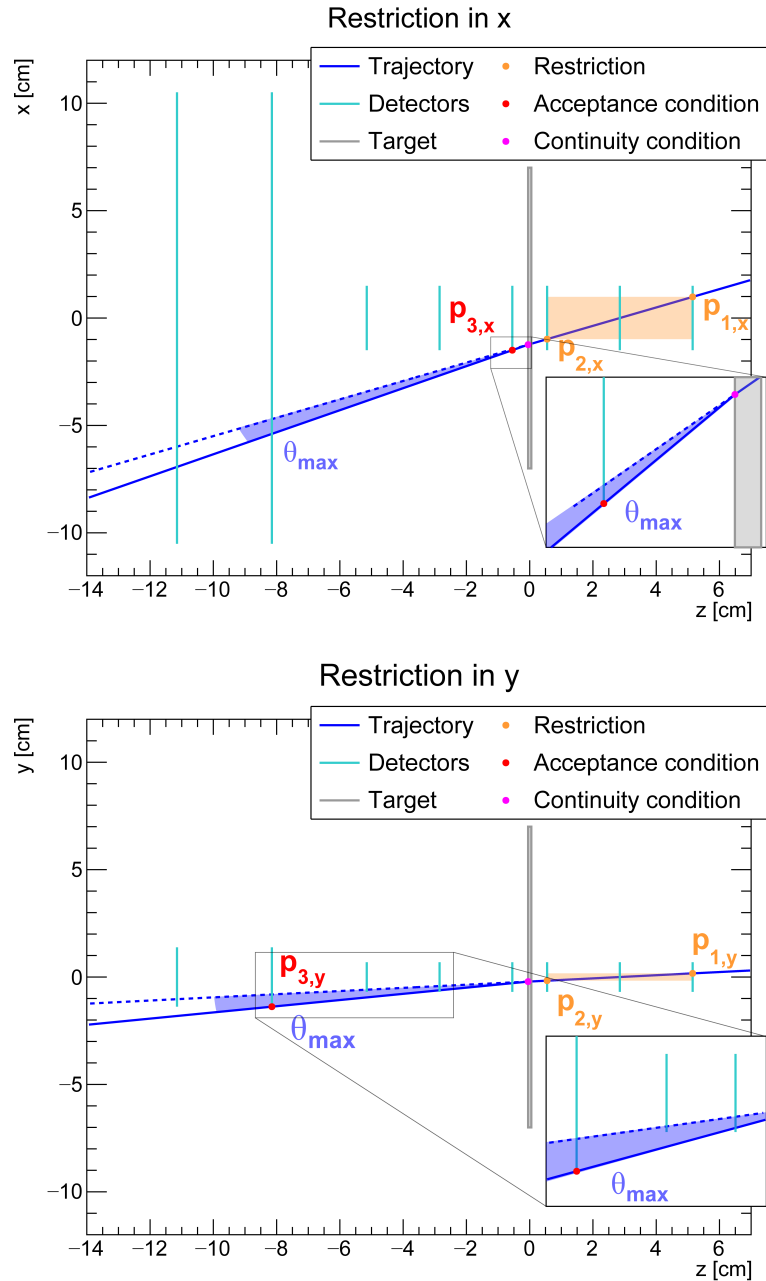 Restriction in x
x [cm]
Trajectory
Restriction
Detectors
Acceptance condition
Target
Continuity condition
10
5
0
−5
−10
p3,x
p1,x
p2,x
θmax
θmax
−14 −12 −10 −8 −6 −4 −2 0 2 4 6
z [cm]
Restriction in y
y [cm]
Trajectory
Restriction
Detectors
Acceptance condition
Target
Continuity condition
10
5
0
−5
−10
p3,y
p1,y
p2,y
θmax
θmax
−14 −12 −10 −8 −6 −4 −2 0 2 4 6
z [cm]